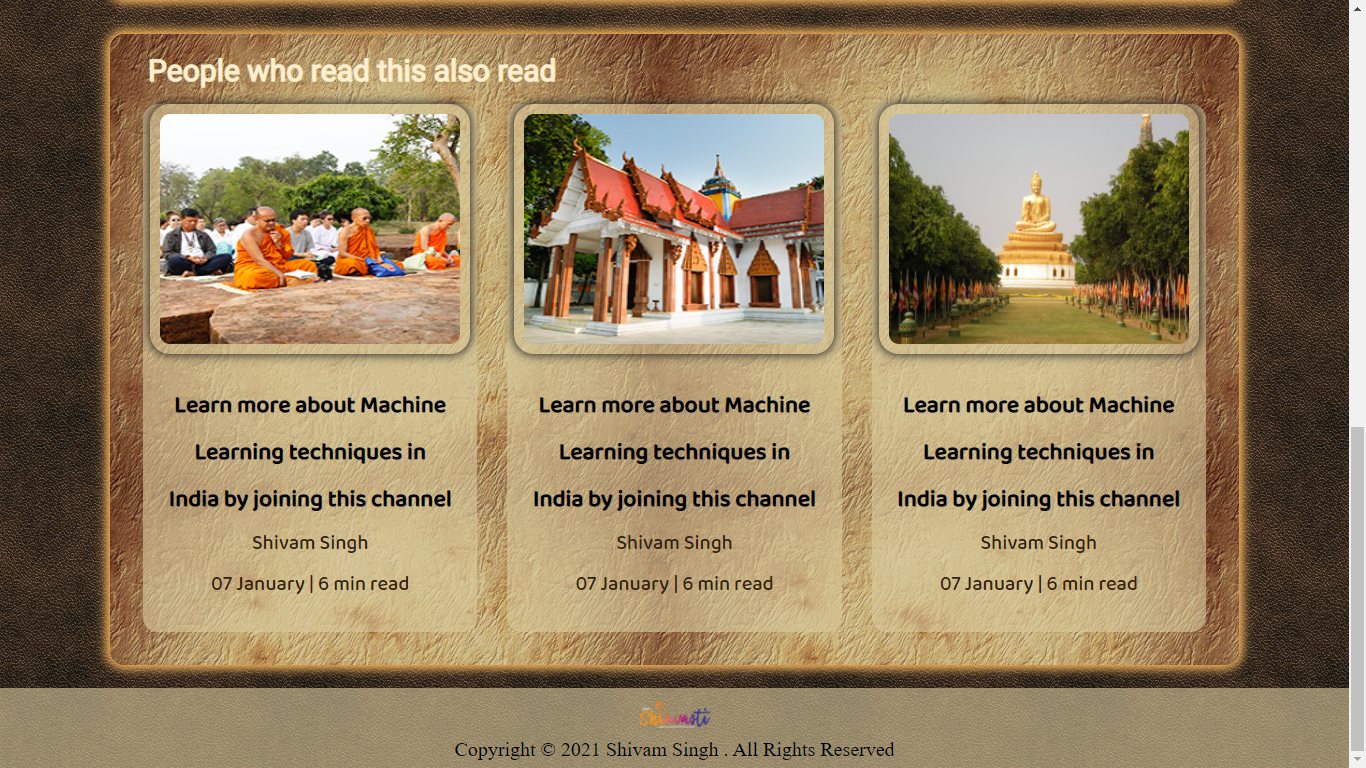 People who read this also read
Learn more about Machine
Learning techniques in
India by joining this channel
Shivam Singh
07 January | 6 min read
Learn more about Machine
Learning techniques in
India by joining this channel
Shivam Singh
07 January | 6 min read
Learn more about Machine
Learning techniques in
India by joining this channel
Shivam Singh
07 January | 6 min read
Copyright © 2021 Shivam Singh . All Rights Reserved